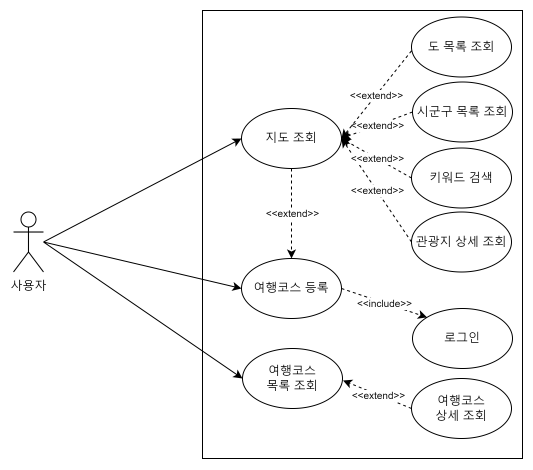 도 목록 조회
<<extend>>
시군구 목록 조회
<<extend>>
지도 조회
<<extend>>
키워드 검색
<<extend>>
관광지 상세 조회
<<extend>>
사용자
여행코스 등록
<<include>>
로그인
여행코스
목록 조회
<<extend>>
여행코스
상세 조회